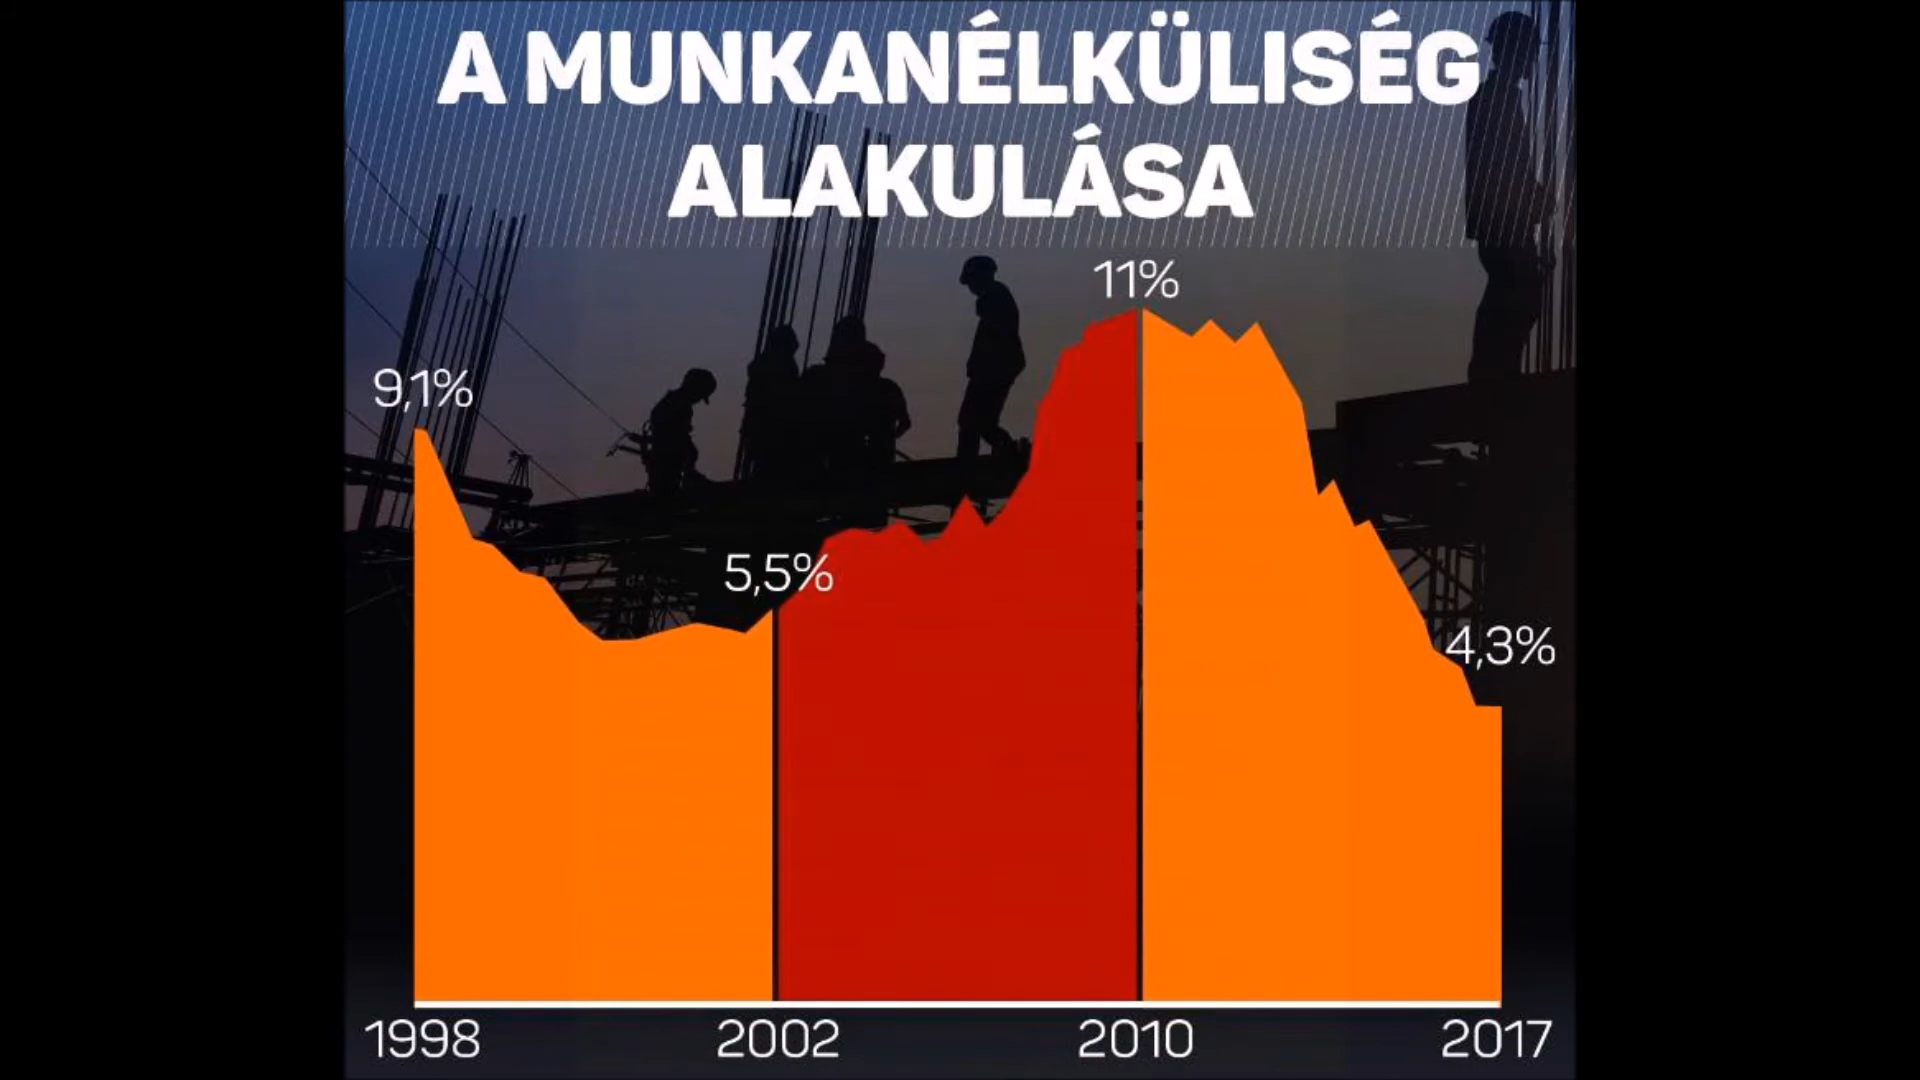 A MUNKANÉLKÜLISÉG
ALAKULÁSA
11%
9,1%
5,5%
4,3%
1998 2002 2010 2017